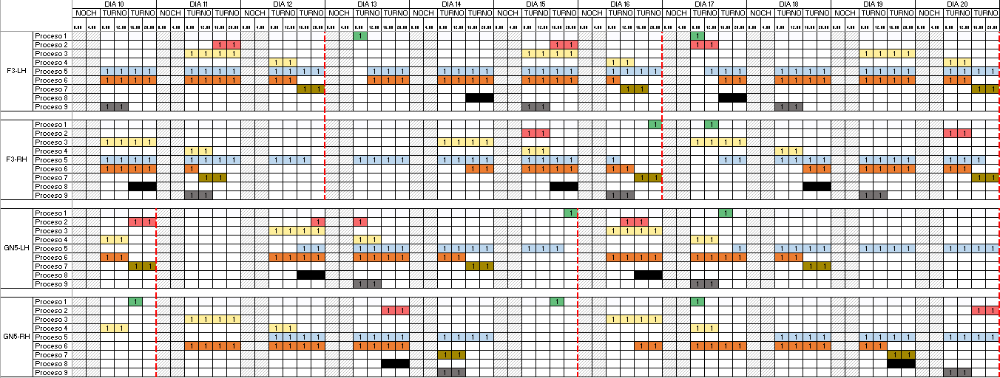 DIA 10 DIA 11 DIA 12 DIA 13 DIA 14 DIA 15 DIA 16 DIA 17 DIA 18 DIA 19 DIA 20
NOCH TURNO TURNO NOCH TURNO TURNO NOCH TURNO TURNO NOCH TURNO TURNO NOCH TURNO TURNO NOCH TURNO TURNO NOCH TURNO TURNO NOCH TURNO TURNO NOCH TURNO TURNO NOCH TURNO TURNO NOCH TURNO TURNO
0.00 4.00 8.00 12.00 16.00 20.00 0.00 4.00 8.00 12.00 16.00 20.00 0.00 4.00 8.00 12.00 16.00 20.00 0.00 4.00 8.00 12.00 16.00 20.00 0.00 4.00 8.00 12.00 16.00 20.00 0.00 4.00 8.00 12.00 16.00 20.00 0.00 4.00 8.00 12.00 16.00 20.00 0.00 4.00 8.00 12.00 16.00 20.00 0.00 4.00 8.00 12.00 16.00 20.00 0.00 4.00 8.00 12.00 16.00 20.00 0.00 4.00 8.00 12.00 16.00 20.00
F3-LH
Proceso 1 1 1
Proceso 2 1 1 1 1 1 1
Proceso 3 1 1 1 1 1 1 1 1 1 1 1 1
Proceso 4 1 1 1 1 1 1
Proceso 5 1 1 1 1 1 1 1 1 1 1 1 1 1 1 1 1 1 1 1 1 1 1 1 1 1 1 1 1 1 1 1 1 1 1 1 1 1 1 1 1 1 1
Proceso 6 1 1 1 1 1 1 1 1 1 1 1 1 1 1 1 1 1 1 1 1 1 1 1 1 1 1 1 1 1 1 1 1 1 1
Proceso 7 1 1 1 1 1 1
Proceso 8
Proceso 9 1 1 1 1 1 1
F3-RH
Proceso 1 1 1
Proceso 2 1 1 1 1
Proceso 3 1 1 1 1 1 1 1 1 1 1 1 1
Proceso 4 1 1 1 1 1 1
Proceso 5 1 1 1 1 1 1 1 1 1 1 1 1 1 1 1 1 1 1 1 1 1 1 1 1 1 1 1 1 1 1 1 1 1 1 1 1 1
Proceso 6 1 1 1 1 1 1 1 1 1 1 1 1 1 1 1 1 1 1 1 1 1
Proceso 7 1 1 1 1 1 1
Proceso 8
Proceso 9 1 1 1 1 1 1
GN5-LH
Proceso 1 1 1
Proceso 2 1 1 1 1 1 1
Proceso 3 1 1 1 1 1 1 1 1
Proceso 4 1 1 1 1 1 1
Proceso 5 1 1 1 1 1 1 1 1 1 1 1 1 1 1 1 1 1 1 1 1 1 1 1 1 1 1
Proceso 6 1 1 1 1 1 1 1 1 1 1 1 1 1 1 1 1 1 1 1 1 1 1
Proceso 7 1 1 1 1 1 1
Proceso 8
Proceso 9 1 1 1 1
GN5-RH
Proceso 1 1 1 1
Proceso 2 1 1 1 1
Proceso 3 1 1 1 1 1 1 1 1
Proceso 4 1 1 1 1 1 1
Proceso 5 1 1 1 1 1 1 1 1 1 1 1 1 1 1 1 1 1 1 1 1 1 1 1 1
Proceso 6 1 1 1 1 1 1 1 1 1 1 1 1 1 1 1 1 1 1 1 1 1 1 1 1
Proceso 7 1 1 1 1
Proceso 8
Proceso 9 1 1 1 1